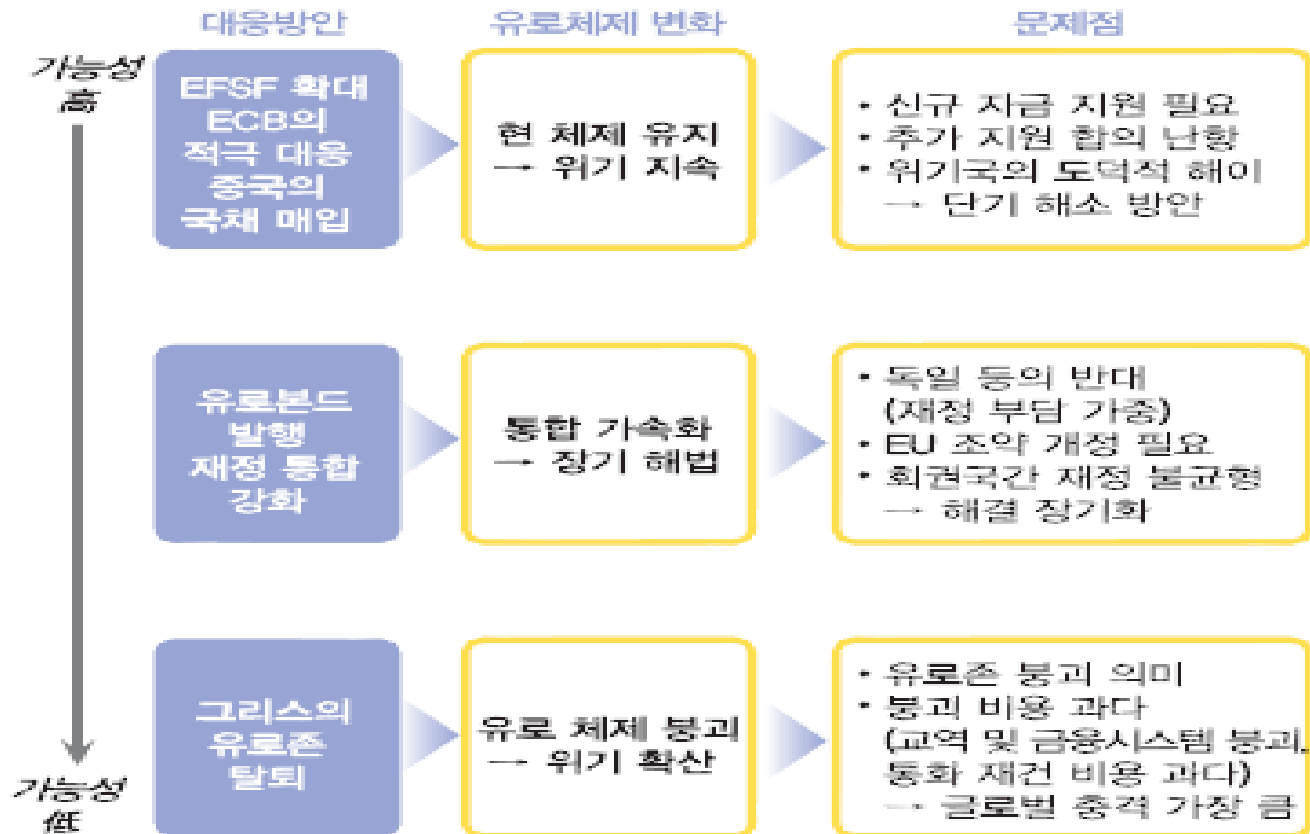 대응방안
유로체제 변화
문제점
가능성
高
EFSF 확대
ECB의
적극 대응
중국의
국채 매입
현 체제 유지
→ 위기 지속
• 신규 자금 지원 필요
• 추가 지원 합의 난항
• 위기국의 도덕적 해이
→ 단기 해소 방안
유로본드
발행
재정 통합
강화
통합 가속화
→ 장기 해법
• 독일 등의 반대
(재정 부담 가중)
• EU 조약 개정 필요
• 회권국간 재정 불균형
→ 해결 장기화
그리스의
유로존
탈퇴
유로 체제 붕괴
→ 위기 확산
• 유로존 붕괴 의미
• 붕괴 비용 과다
(교역 및 금융시스템 붕괴,
통화 재건 비용 과다)
→ 글로벌 충격 가장 큼
가능성
低